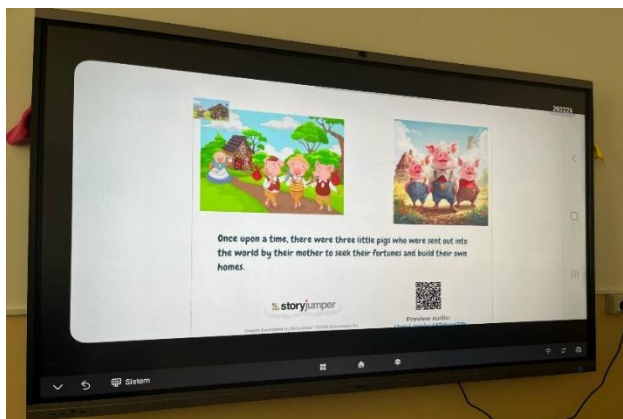 393226
Once upon a time, there were three little pigs who were sent out into
the world by their mother to seek their fortunes and build their own
homes.
storyjumper
Preview audio:
Sistem